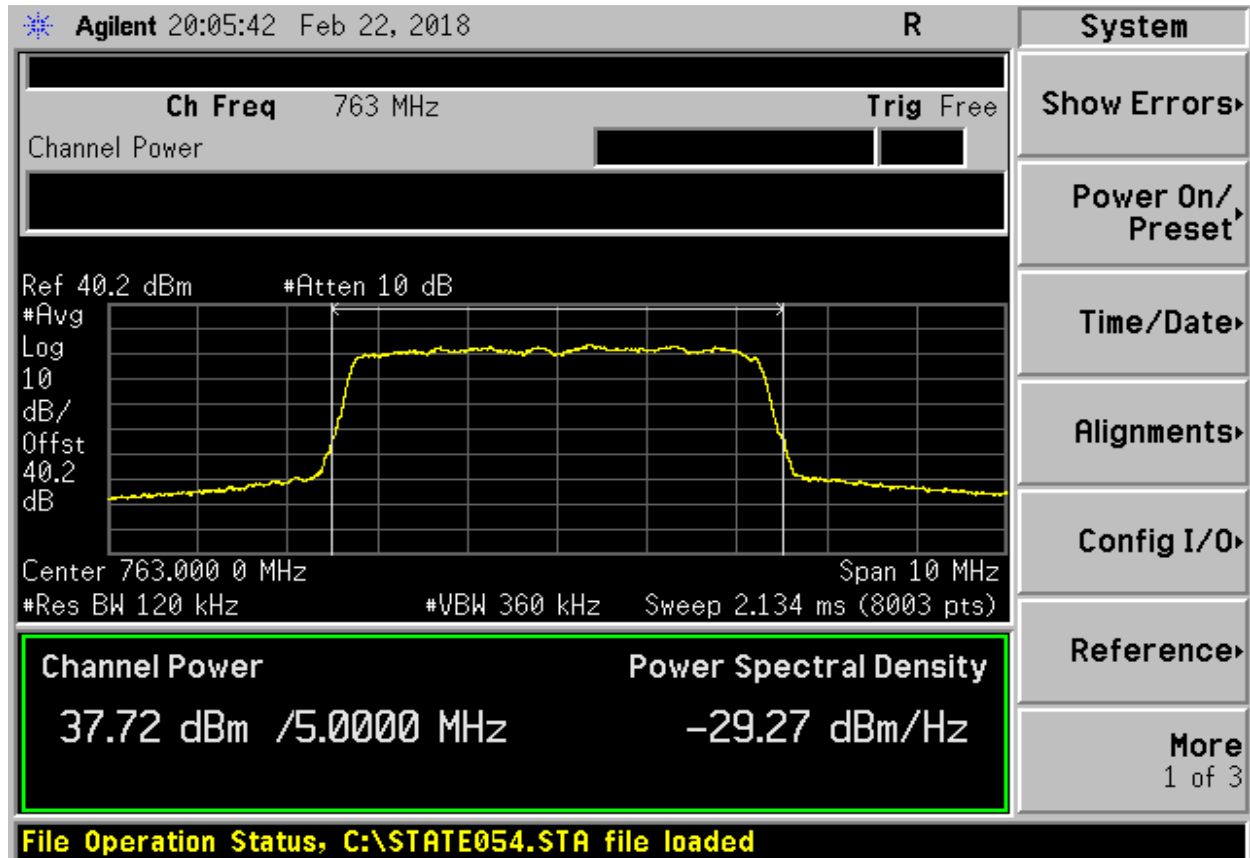 Agilent 20:05:42 Feb 22, 2018 R System
Ch Freq 763 MHz Trig Free
Channel Power
Show Errors
Power On/
Preset
Ref 40.2 dBm #Atten 10 dB
#Avg
Log
10
dB/
Offst
40.2
dB
Time/Date
Alignments
Center 763.000 0 MHz Span 10 MHz
#Res BW 120 kHz #VBW 360 kHz Sweep 2.134 ms (8003 pts)
Config I/O
Channel Power Power Spectral Density
37.72 dBm /5.0000 MHz -29.27 dBm/Hz
Reference
More
1 of 3
File Operation Status, C:\STATE054.STA file loaded